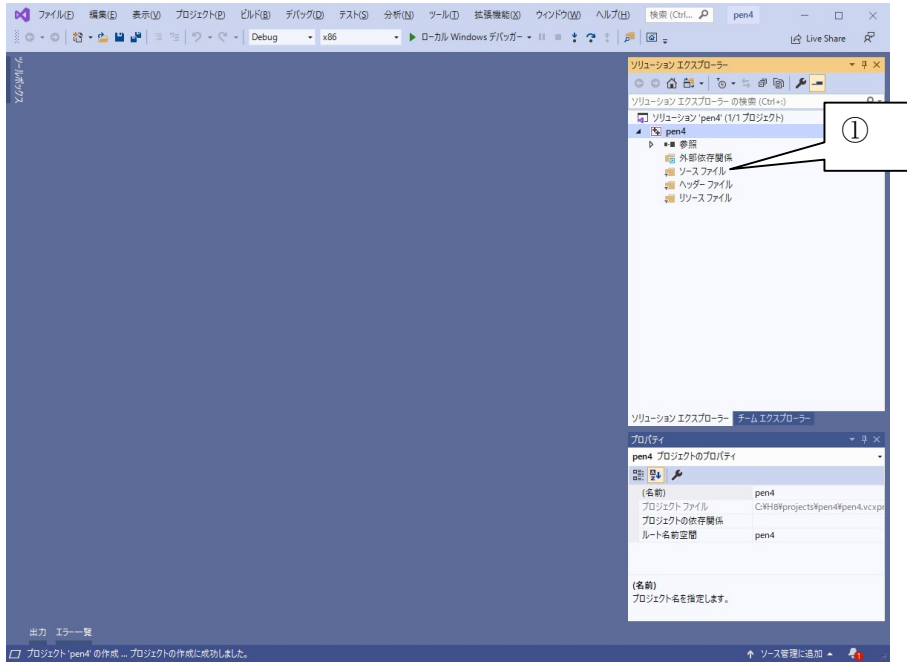 ファイル(F) 編集(E) 表示(V) プロジェクト(P) ビルド(B) デバッグ(D) テスト(S) 分析(N) ツール(T) 拡張機能(X) ウィンドウ(W) ヘルプ(H) 検索 (Ctrl... pen4
Debug x86 ローカル Windows デバッガー Live Share
ツールボックス
ソリューション エクスプローラー
ソリューション エクスプローラー の検索 (Ctrl+:)
ソリューション 'pen4' (1/1 プロジェクト)
①
pen4
参照
外部依存関係
ソース ファイル
ヘッダー ファイル
リソース ファイル
ソリューション エクスプローラー チーム エクスプローラー
プロパティ
pen4 プロジェクトのプロパティ
(名前) pen4
プロジェクト ファイル C:¥H8¥projects¥pen4¥pen4.vcxpr
プロジェクトの依存関係
ルート名前空間 pen4
(名前)
プロジェクト名を指定します。
出力 エラー一覧
プロジェクト 'pen4' の作成 ... プロジェクトの作成に成功しました。 ソース管理に追加 1